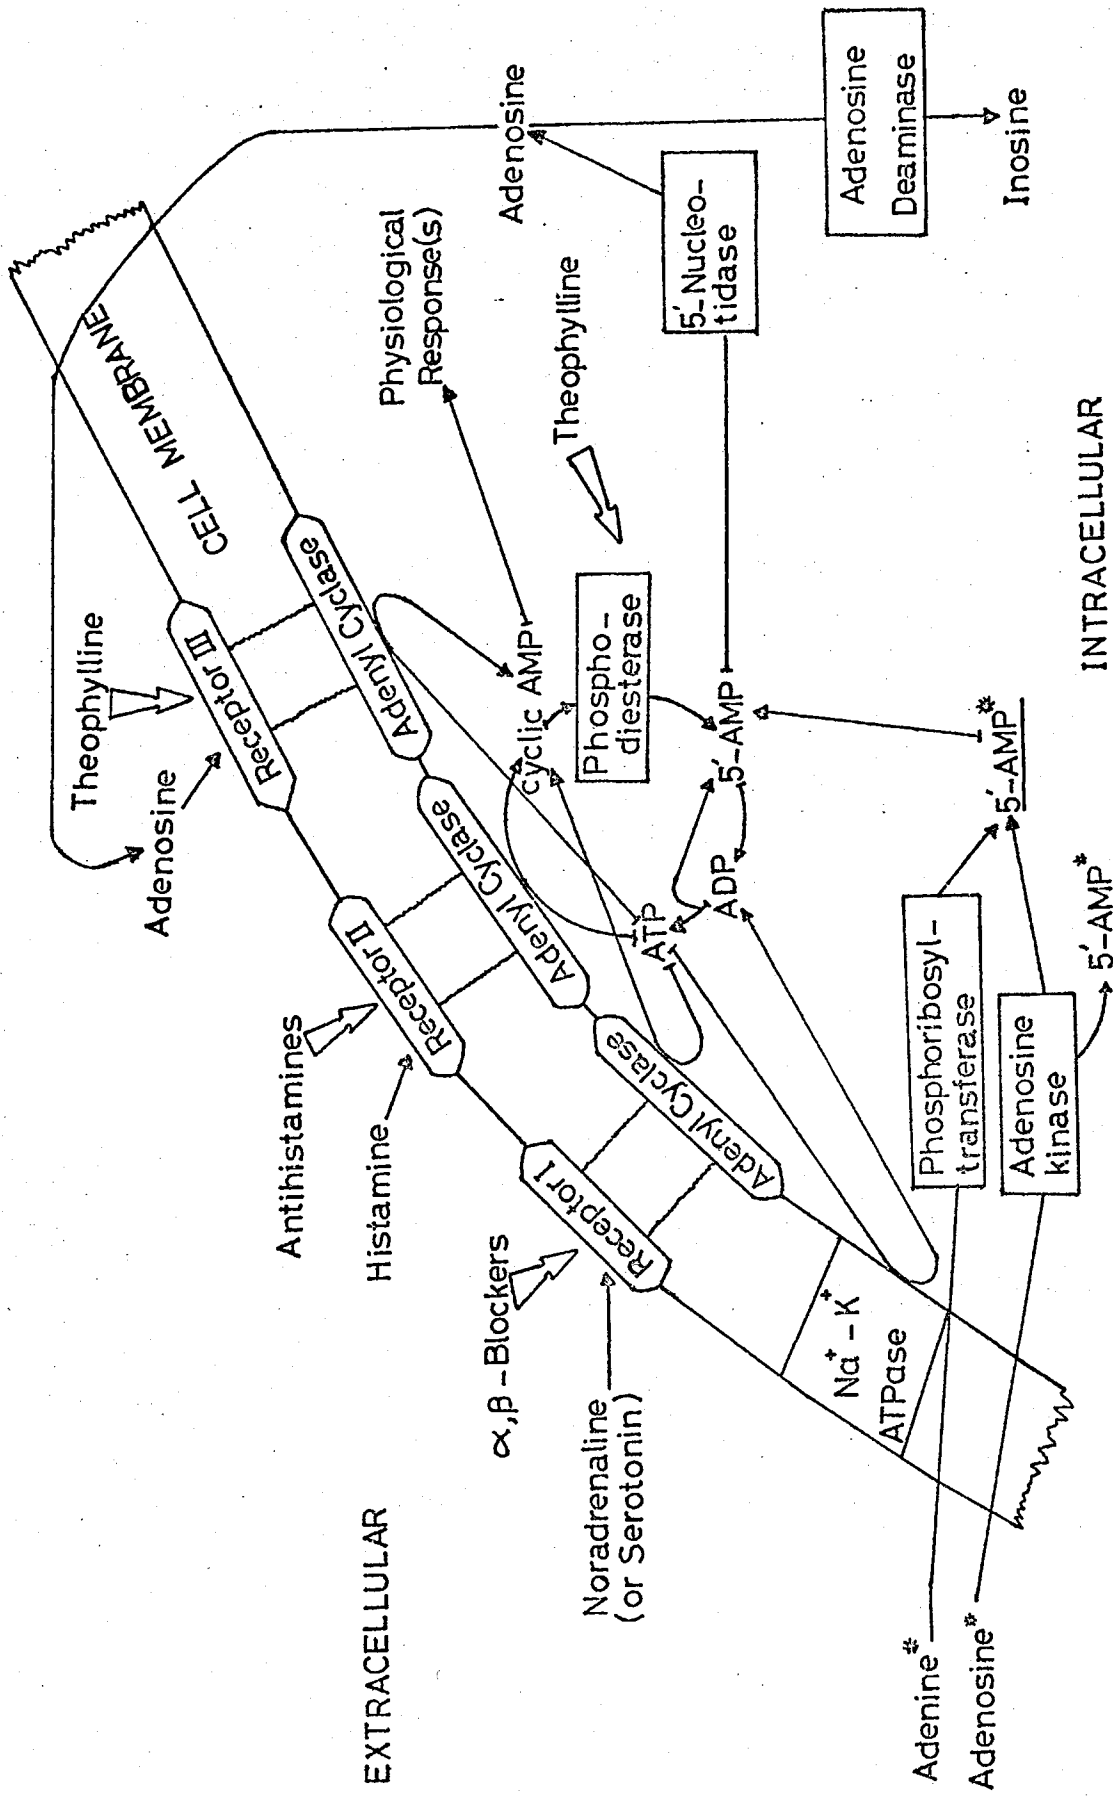 EXTRACELLULAR
Noradrenaline
(or Serotonin)
α,β-Blockers
Antihistamines
Histamine
Theophylline
Adenosine
Receptor I
Receptor II
Receptor III
CELL MEMBRANE
Adenyl Cyclase
Adenyl Cyclase
Adenyl Cyclase
Na⁺-K⁺
ATPase
Adenine*
Adenosine*
Phosphoribosyl-
transferase
Adenosine
kinase
5'-AMP*
5'-AMP*
ATP
ADP
5'-AMP
Cyclic AMP
Phospho-
diesterase
Theophylline
Physiological
Response(s)
5'-Nucleo-
tidase
Adenosine
Adenosine
Deaminase
Inosine
INTRACELLULAR